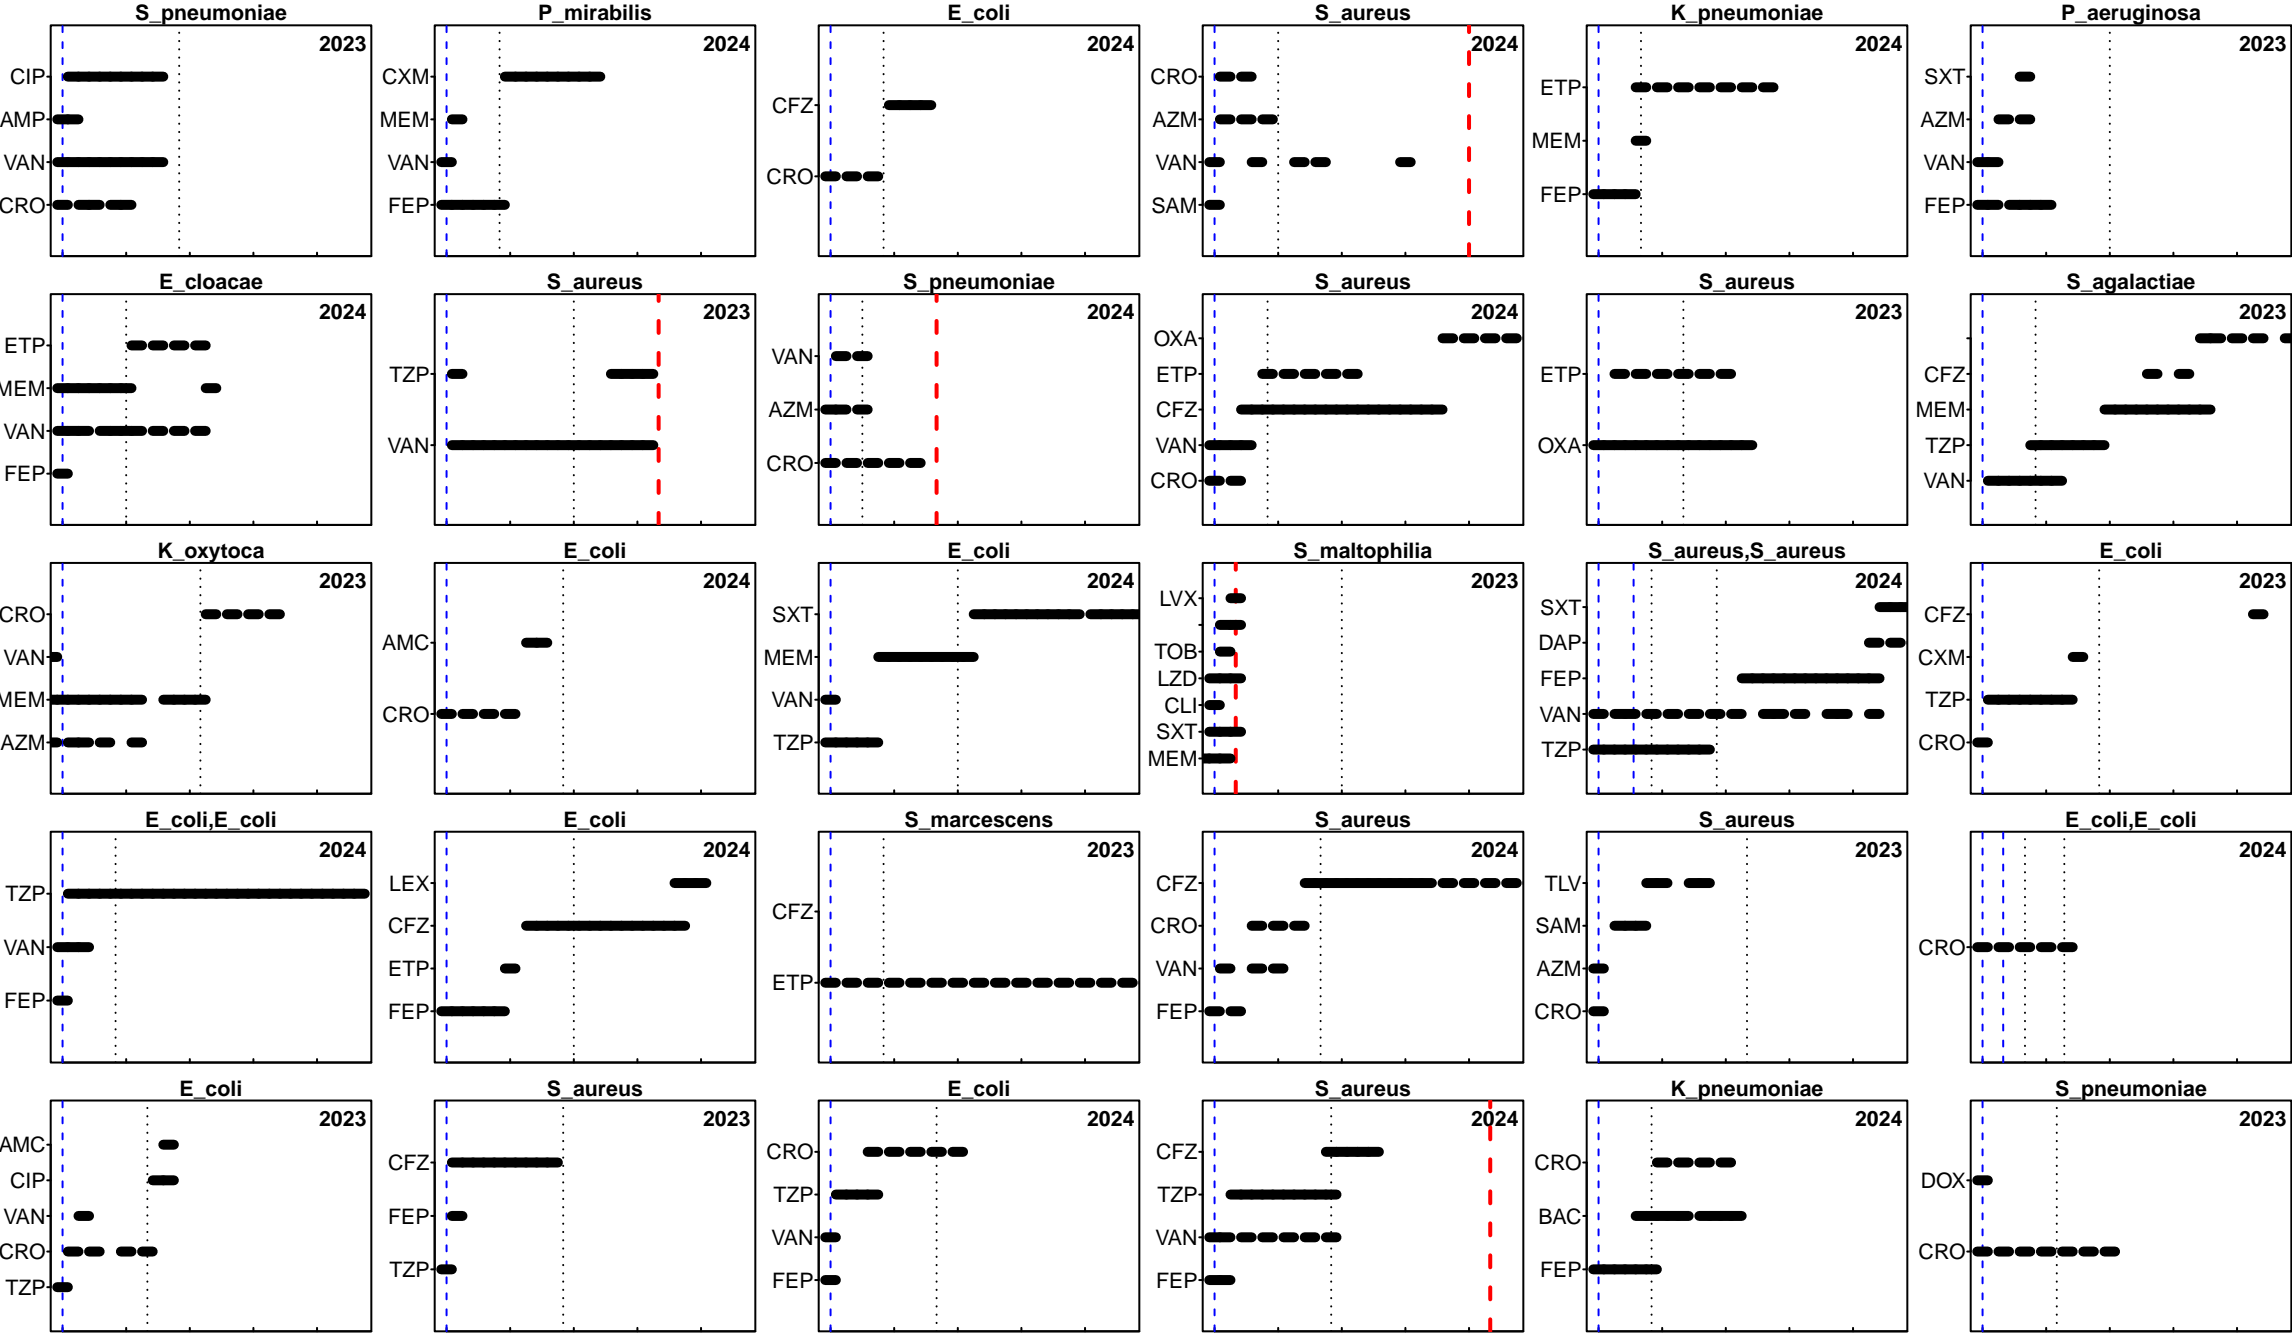 S_pneumoniae
2023
CIP
AMP
VAN
CRO
P_mirabilis
2024
CXM
MEM
VAN
FEP
E_coli
2024
CFZ
CRO
S_aureus
2024
CRO
AZM
VAN
SAM
K_pneumoniae
2024
ETP
MEM
FEP
P_aeruginosa
2023
SXT
AZM
VAN
FEP
E_cloacae
2024
ETP
MEM
VAN
FEP
S_aureus
2023
TZP
VAN
S_pneumoniae
2024
VAN
AZM
CRO
S_aureus
2024
OXA
ETP
CFZ
VAN
CRO
S_aureus
2023
ETP
OXA
S_agalactiae
2023
CFZ
MEM
TZP
VAN
K_oxytoca
2023
CRO
VAN
MEM
AZM
E_coli
2024
AMC
CRO
E_coli
2024
SXT
MEM
VAN
TZP
S_maltophilia
2023
LVX
TOB
LZD
CLI
SXT
MEM
S_aureus,S_aureus
2024
SXT
DAP
FEP
VAN
TZP
E_coli
2023
CFZ
CXM
TZP
CRO
E_coli,E_coli
2024
TZP
VAN
FEP
E_coli
2024
LEX
CFZ
ETP
FEP
S_marcescens
2023
CFZ
ETP
S_aureus
2024
CFZ
CRO
VAN
FEP
S_aureus
2023
TLV
SAM
AZM
CRO
E_coli,E_coli
2024
CRO
E_coli
2023
AMC
CIP
VAN
CRO
TZP
S_aureus
2023
CFZ
FEP
TZP
E_coli
2024
CRO
TZP
VAN
FEP
S_aureus
2024
CFZ
TZP
VAN
FEP
K_pneumoniae
2024
CRO
BAC
FEP
S_pneumoniae
2023
DOX
CRO